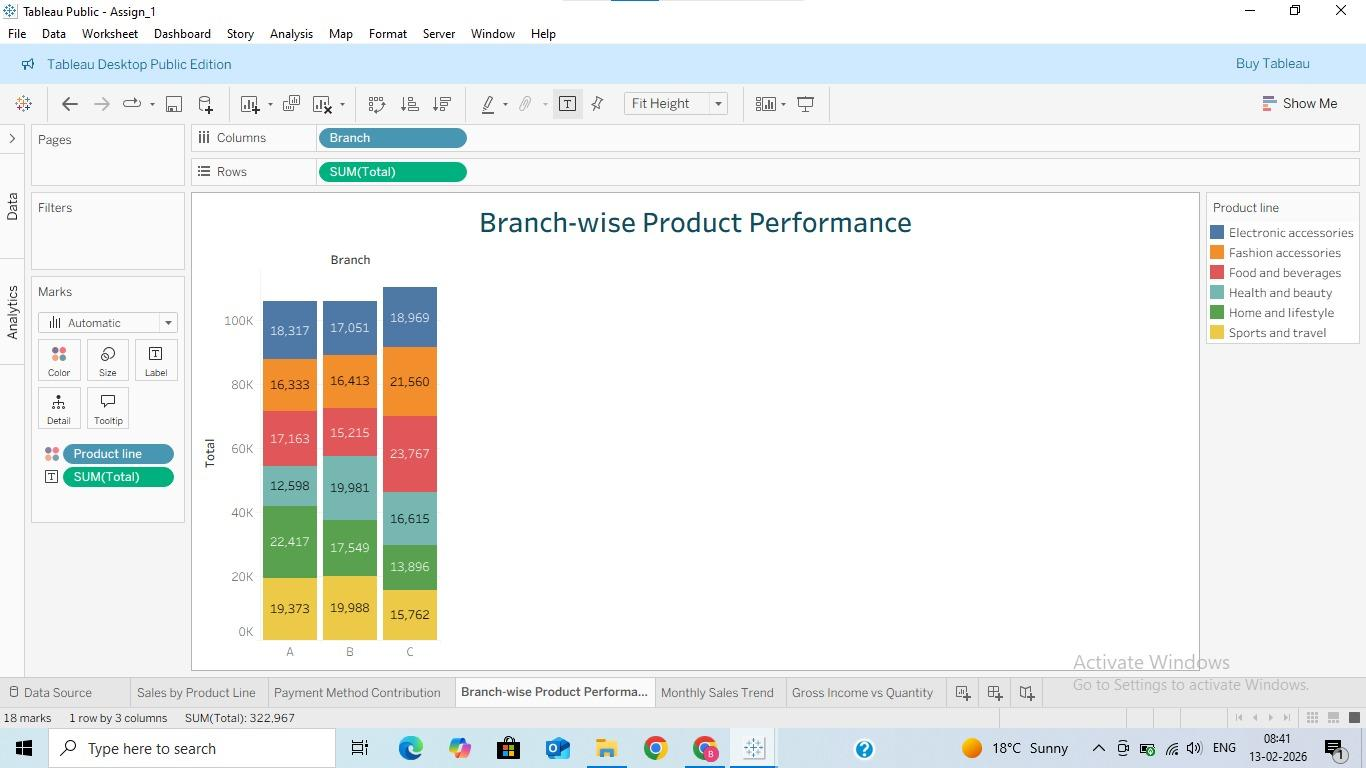 Tableau Public - Assign_1
File Data Worksheet Dashboard Story Analysis Map Format Server Window Help
Tableau Desktop Public Edition Buy Tableau
Fit Height Show Me
Data
Analytics
Pages
Filters
Marks
Automatic
Color Size Label
Detail Tooltip
Product line
SUM(Total)
Columns Branch
Rows SUM(Total)
Branch-wise Product Performance
Branch
Total
100K
80K
60K
40K
20K
0K
18,317 17,051 18,969
16,333 16,413 21,560
17,163 15,215 23,767
12,598 19,981 16,615
22,417 17,549 13,896
19,373 19,988 15,762
A B C
Product line
Electronic accessories
Fashion accessories
Food and beverages
Health and beauty
Home and lifestyle
Sports and travel
Activate Windows
Go to Settings to activate Windows.
Data Source Sales by Product Line Payment Method Contribution Branch-wise Product Performa... Monthly Sales Trend Gross Income vs Quantity
18 marks 1 row by 3 columns SUM(Total): 322,967
Type here to search
18°C Sunny ENG 08:41
13-02-2026
1